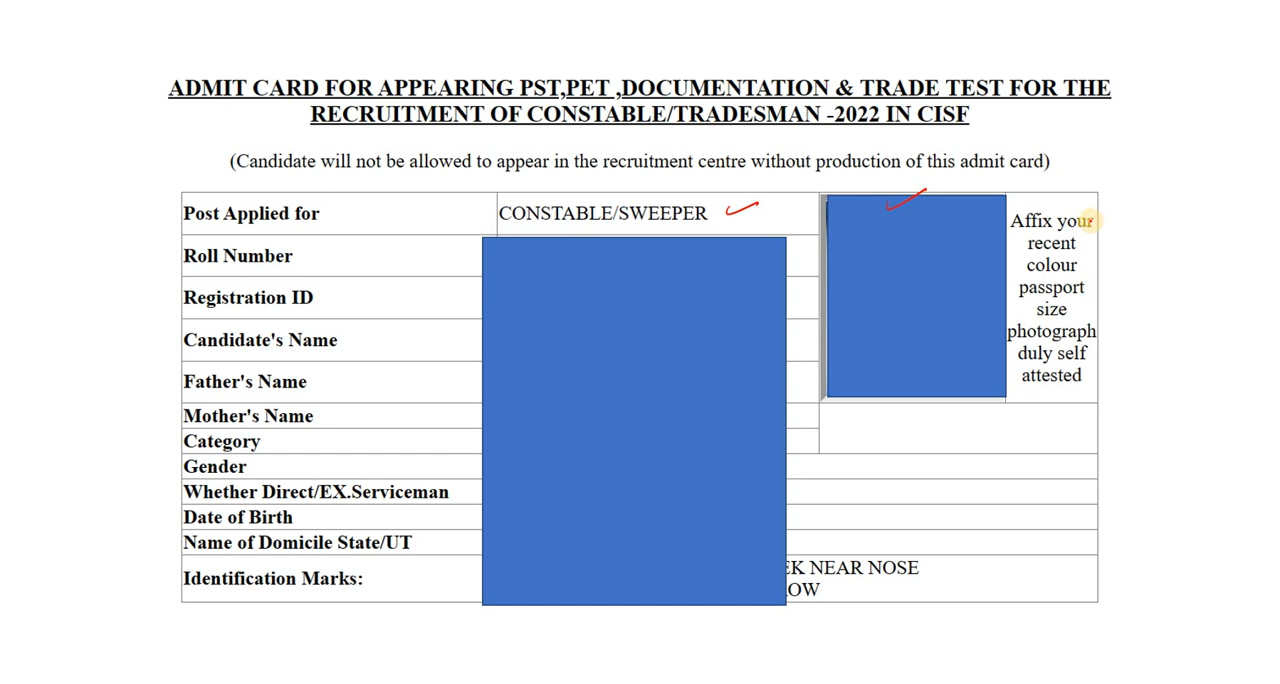 ADMIT CARD FOR APPEARING PST,PET ,DOCUMENTATION & TRADE TEST FOR THE
RECRUITMENT OF CONSTABLE/TRADESMAN -2022 IN CISF
(Candidate will not be allowed to appear in the recruitment centre without production of this admit card)
Post Applied for CONSTABLE/SWEEPER
Affix your
recent
colour
passport
size
photograph
duly self
attested
Roll Number
Registration ID
Candidate's Name
Father's Name
Mother's Name
Category
Gender
Whether Direct/EX.Serviceman
Date of Birth
Name of Domicile State/UT
Identification Marks:
NEAR NOSE